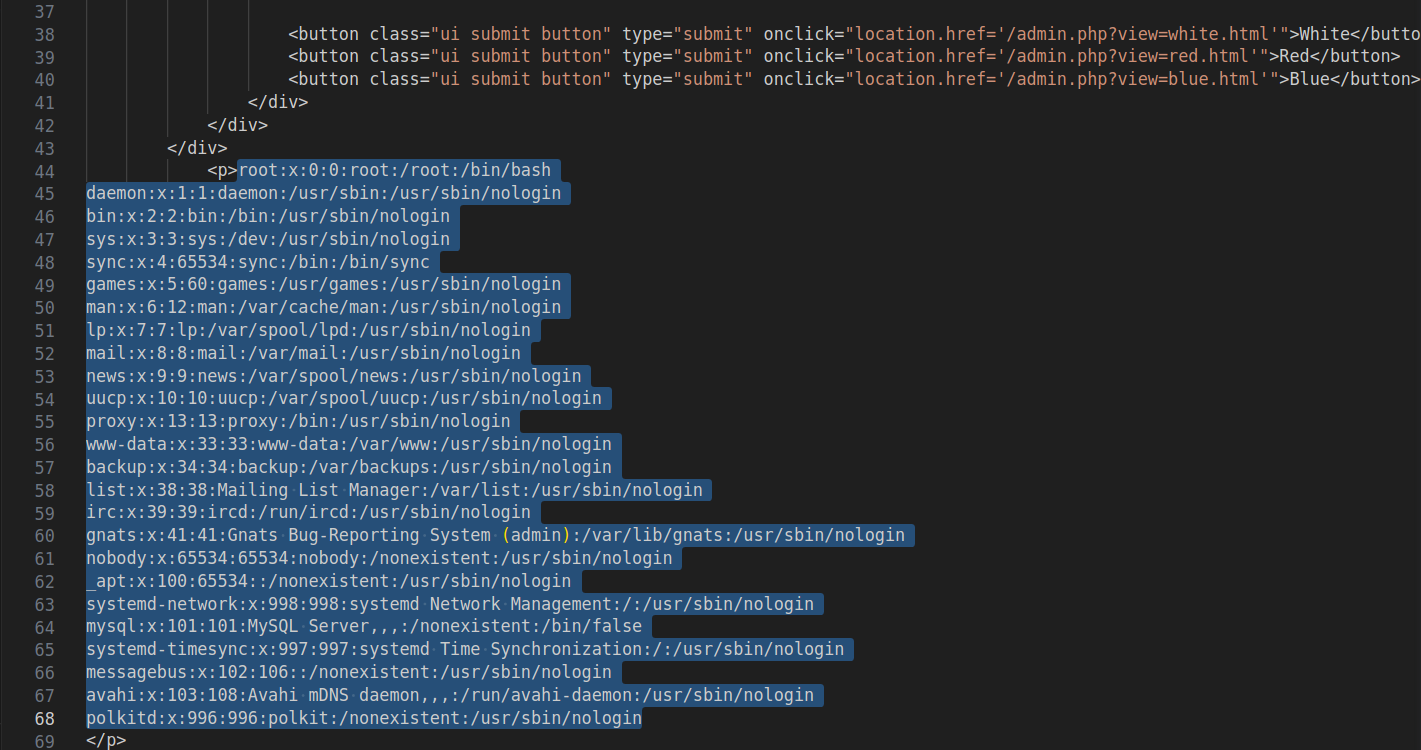 37
38 <button class="ui submit button" type="submit" onclick="location.href='/admin.php?view=white.html'">White</butto
39 <button class="ui submit button" type="submit" onclick="location.href='/admin.php?view=red.html'">Red</button>
40 <button class="ui submit button" type="submit" onclick="location.href='/admin.php?view=blue.html'">Blue</button>
41 </div>
42 </div>
43 </div>
44 <p>root:x:0:0:root:/root:/bin/bash
45 daemon:x:1:1:daemon:/usr/sbin:/usr/sbin/nologin
46 bin:x:2:2:bin:/bin:/usr/sbin/nologin
47 sys:x:3:3:sys:/dev:/usr/sbin/nologin
48 sync:x:4:65534:sync:/bin:/bin/sync
49 games:x:5:60:games:/usr/games:/usr/sbin/nologin
50 man:x:6:12:man:/var/cache/man:/usr/sbin/nologin
51 lp:x:7:7:lp:/var/spool/lpd:/usr/sbin/nologin
52 mail:x:8:8:mail:/var/mail:/usr/sbin/nologin
53 news:x:9:9:news:/var/spool/news:/usr/sbin/nologin
54 uucp:x:10:10:uucp:/var/spool/uucp:/usr/sbin/nologin
55 proxy:x:13:13:proxy:/bin:/usr/sbin/nologin
56 www-data:x:33:33:www-data:/var/www:/usr/sbin/nologin
57 backup:x:34:34:backup:/var/backups:/usr/sbin/nologin
58 list:x:38:38:Mailing List Manager:/var/list:/usr/sbin/nologin
59 irc:x:39:39:ircd:/run/ircd:/usr/sbin/nologin
60 gnats:x:41:41:Gnats Bug-Reporting System (admin):/var/lib/gnats:/usr/sbin/nologin
61 nobody:x:65534:65534:nobody:/nonexistent:/usr/sbin/nologin
62 _apt:x:100:65534::/nonexistent:/usr/sbin/nologin
63 systemd-network:x:998:998:systemd Network Management:/:/usr/sbin/nologin
64 mysql:x:101:101:MySQL Server,,,:/nonexistent:/bin/false
65 systemd-timesync:x:997:997:systemd Time Synchronization:/:/usr/sbin/nologin
66 messagebus:x:102:106::/nonexistent:/usr/sbin/nologin
67 avahi:x:103:108:Avahi mDNS daemon,,,:/run/avahi-daemon:/usr/sbin/nologin
68 polkitd:x:996:996:polkit:/nonexistent:/usr/sbin/nologin
69 </p>